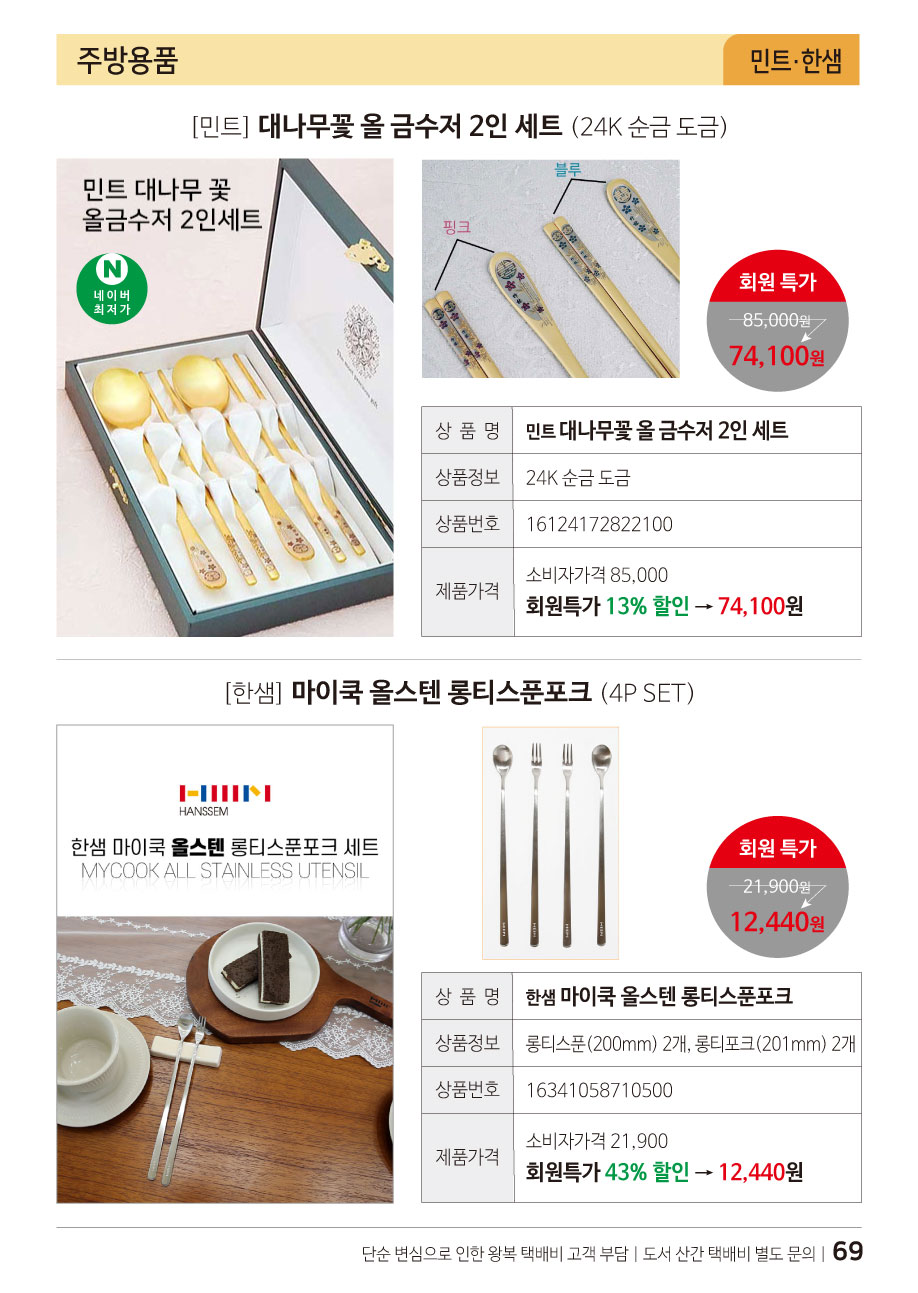 주방용품
민트·한샘
[민트] 대나무꽃 올 금수저 2인 세트 (24K 순금 도금)
민트 대나무 꽃
올금수저 2인세트
N
네이버
최저가
블루
핑크
회원 특가
85,000원
74,100원
상 품 명 민트 대나무꽃 올 금수저 2인 세트
상품정보 24K 순금 도금
상품번호 16124172822100
제품가격 소비자가격 85,000
회원특가 13% 할인 → 74,100원
[한샘] 마이쿡 올스텐 롱티스푼포크 (4P SET)
HANSSEM
한샘 마이쿡 올스텐 롱티스푼포크 세트
MYCOOK ALL STAINLESS UTENSIL
회원 특가
21,900원
12,440원
상 품 명 한샘 마이쿡 올스텐 롱티스푼포크
상품정보 롱티스푼(200mm) 2개, 롱티포크(201mm) 2개
상품번호 16341058710500
제품가격 소비자가격 21,900
회원특가 43% 할인 → 12,440원
단순 변심으로 인한 왕복 택배비 고객 부담 | 도서 산간 택배비 별도 문의 | 69